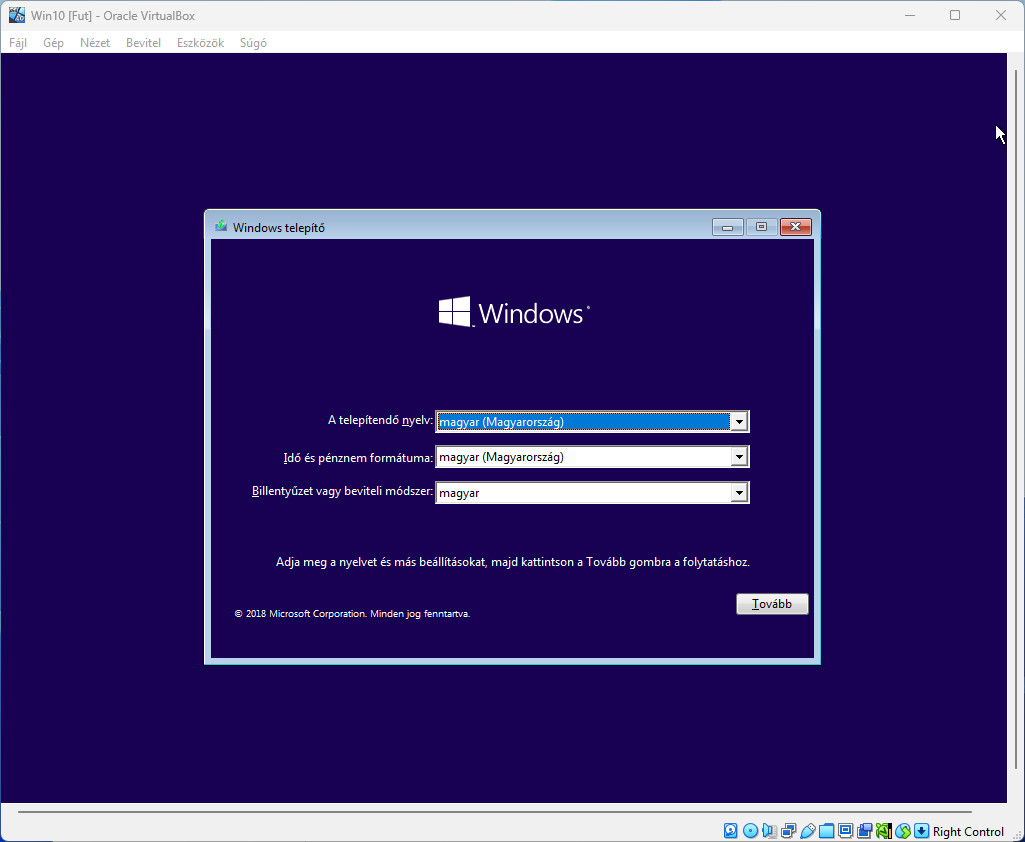 Win10 [Fut] - Oracle VirtualBox
Fájl Gép Nézet Bevitel Eszközök Súgó
Windows telepítő
Windows
A telepítendő nyelv: magyar (Magyarország)
Idő és pénznem formátuma: magyar (Magyarország)
Billentyűzet vagy beviteli módszer: magyar
Adja meg a nyelvet és más beállításokat, majd kattintson a Tovább gombra a folytatáshoz.
Tovább
© 2018 Microsoft Corporation. Minden jog fenntartva.
Right Control